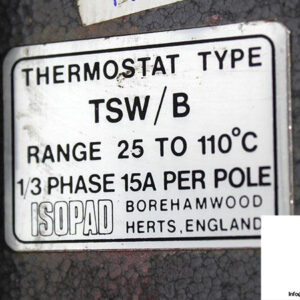 THERMOSTAT TYPE
TSW/B
RANGE 25 TO 110°C
1/3 PHASE 15A PER POLE
ISOPAD BOREHAMWOOD
HERTS, ENGLAND